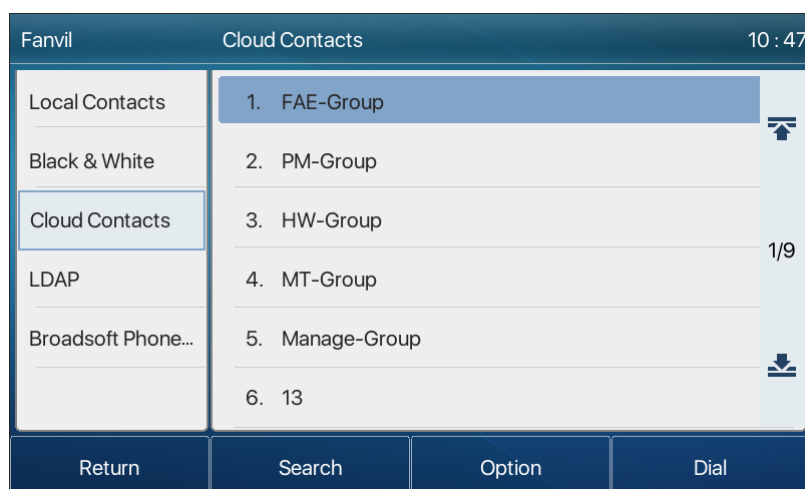 Fanvil Cloud Contacts 10:47
Local Contacts
Black & White
Cloud Contacts
LDAP
Broadsoft Phone...
1. FAE-Group
2. PM-Group
3. HW-Group
4. MT-Group
5. Manage-Group
6. 13
1/9
Return Search Option Dial